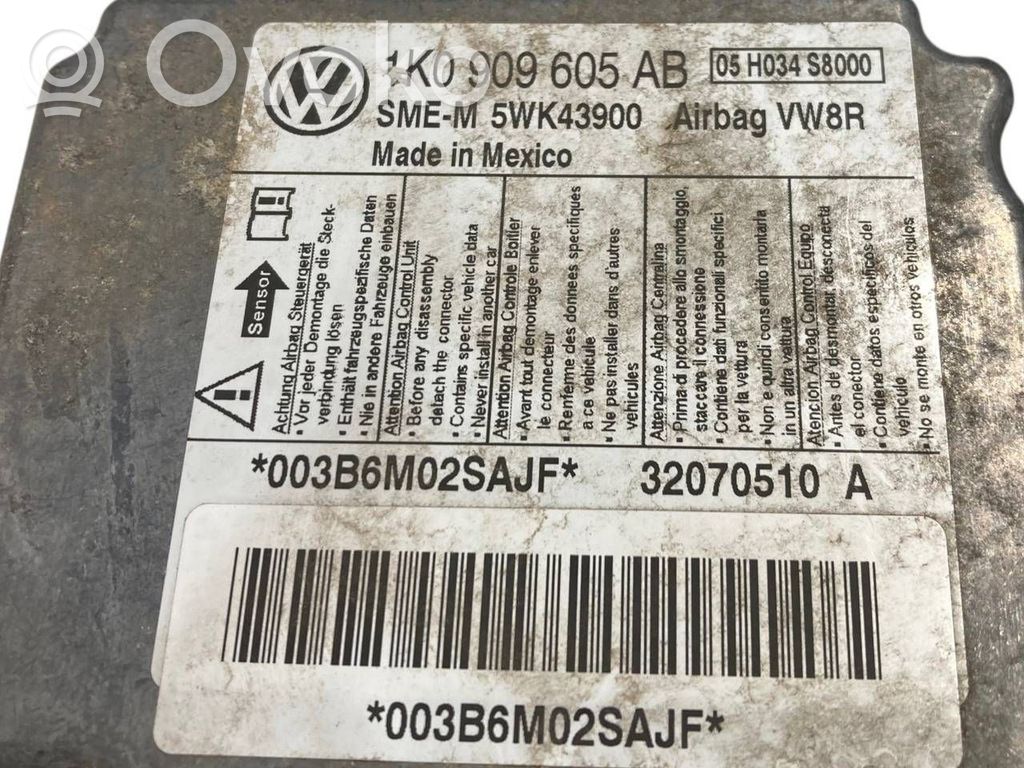 ovoko
1K0 909 605 AB
05 H034 S8000
SME-M 5WK43900 Airbag VW8R
Made in Mexico
Sensor
Achtung Airbag Steuergerät
• Vor jeder Demontage die Steck-
verbindung lösen
• Enthält fahrzeugspezifische Daten
• Nie in andere Fahrzeuge einbauen
Attention Airbag Control Unit
• Before any disassembly
detach the connector
• Contains specific vehicle data
• Never install in another car
Attention Airbag Controle Boîtier
• Avant tout demontage enlever
le connecteur
• Renferme des donnees specifiques
a ce vehicule
• Ne pas installer dans d'autres
vehicules
Attenzione Airbag Centralina
• Prima di procedere allo smontaggio,
staccare il connessione
• Contiene dati funzionali specifici
per la vettura
• Non e quindi consentito montarla
in un altra vettura
Atencion Airbag Control Equipo
• Antes de desmontar desconecta
el conector
• Contiene datos especificos del
vehiculo
• No se monte en otros vehiculos
*003B6M02SAJF* 32070510 A
*003B6M02SAJF*